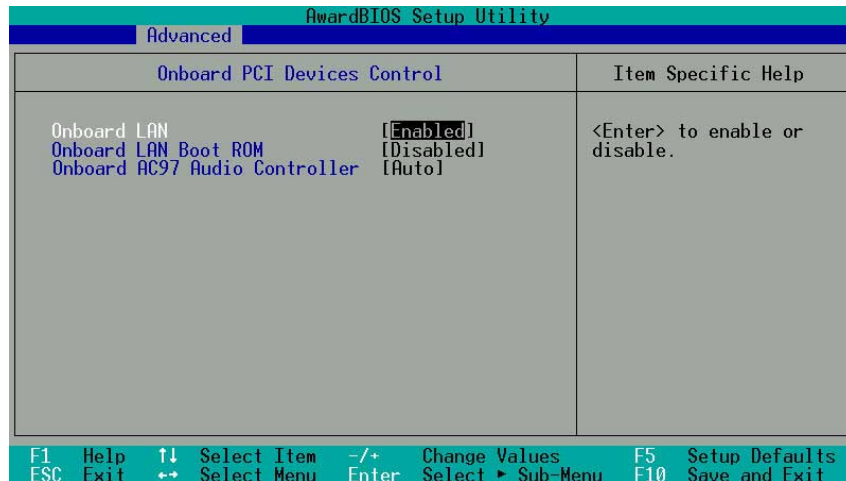 AwardBIOS Setup Utility
Advanced
Onboard PCI Devices Control
Item Specific Help
Onboard LAN [Enabled]
Onboard LAN Boot ROM [Disabled]
Onboard AC97 Audio Controller [Auto]
<Enter> to enable or
disable.
F1 Help ↑↓ Select Item -/+ Change Values F5 Setup Defaults
ESC Exit ←→ Select Menu Enter Select ► Sub-Menu F10 Save and Exit